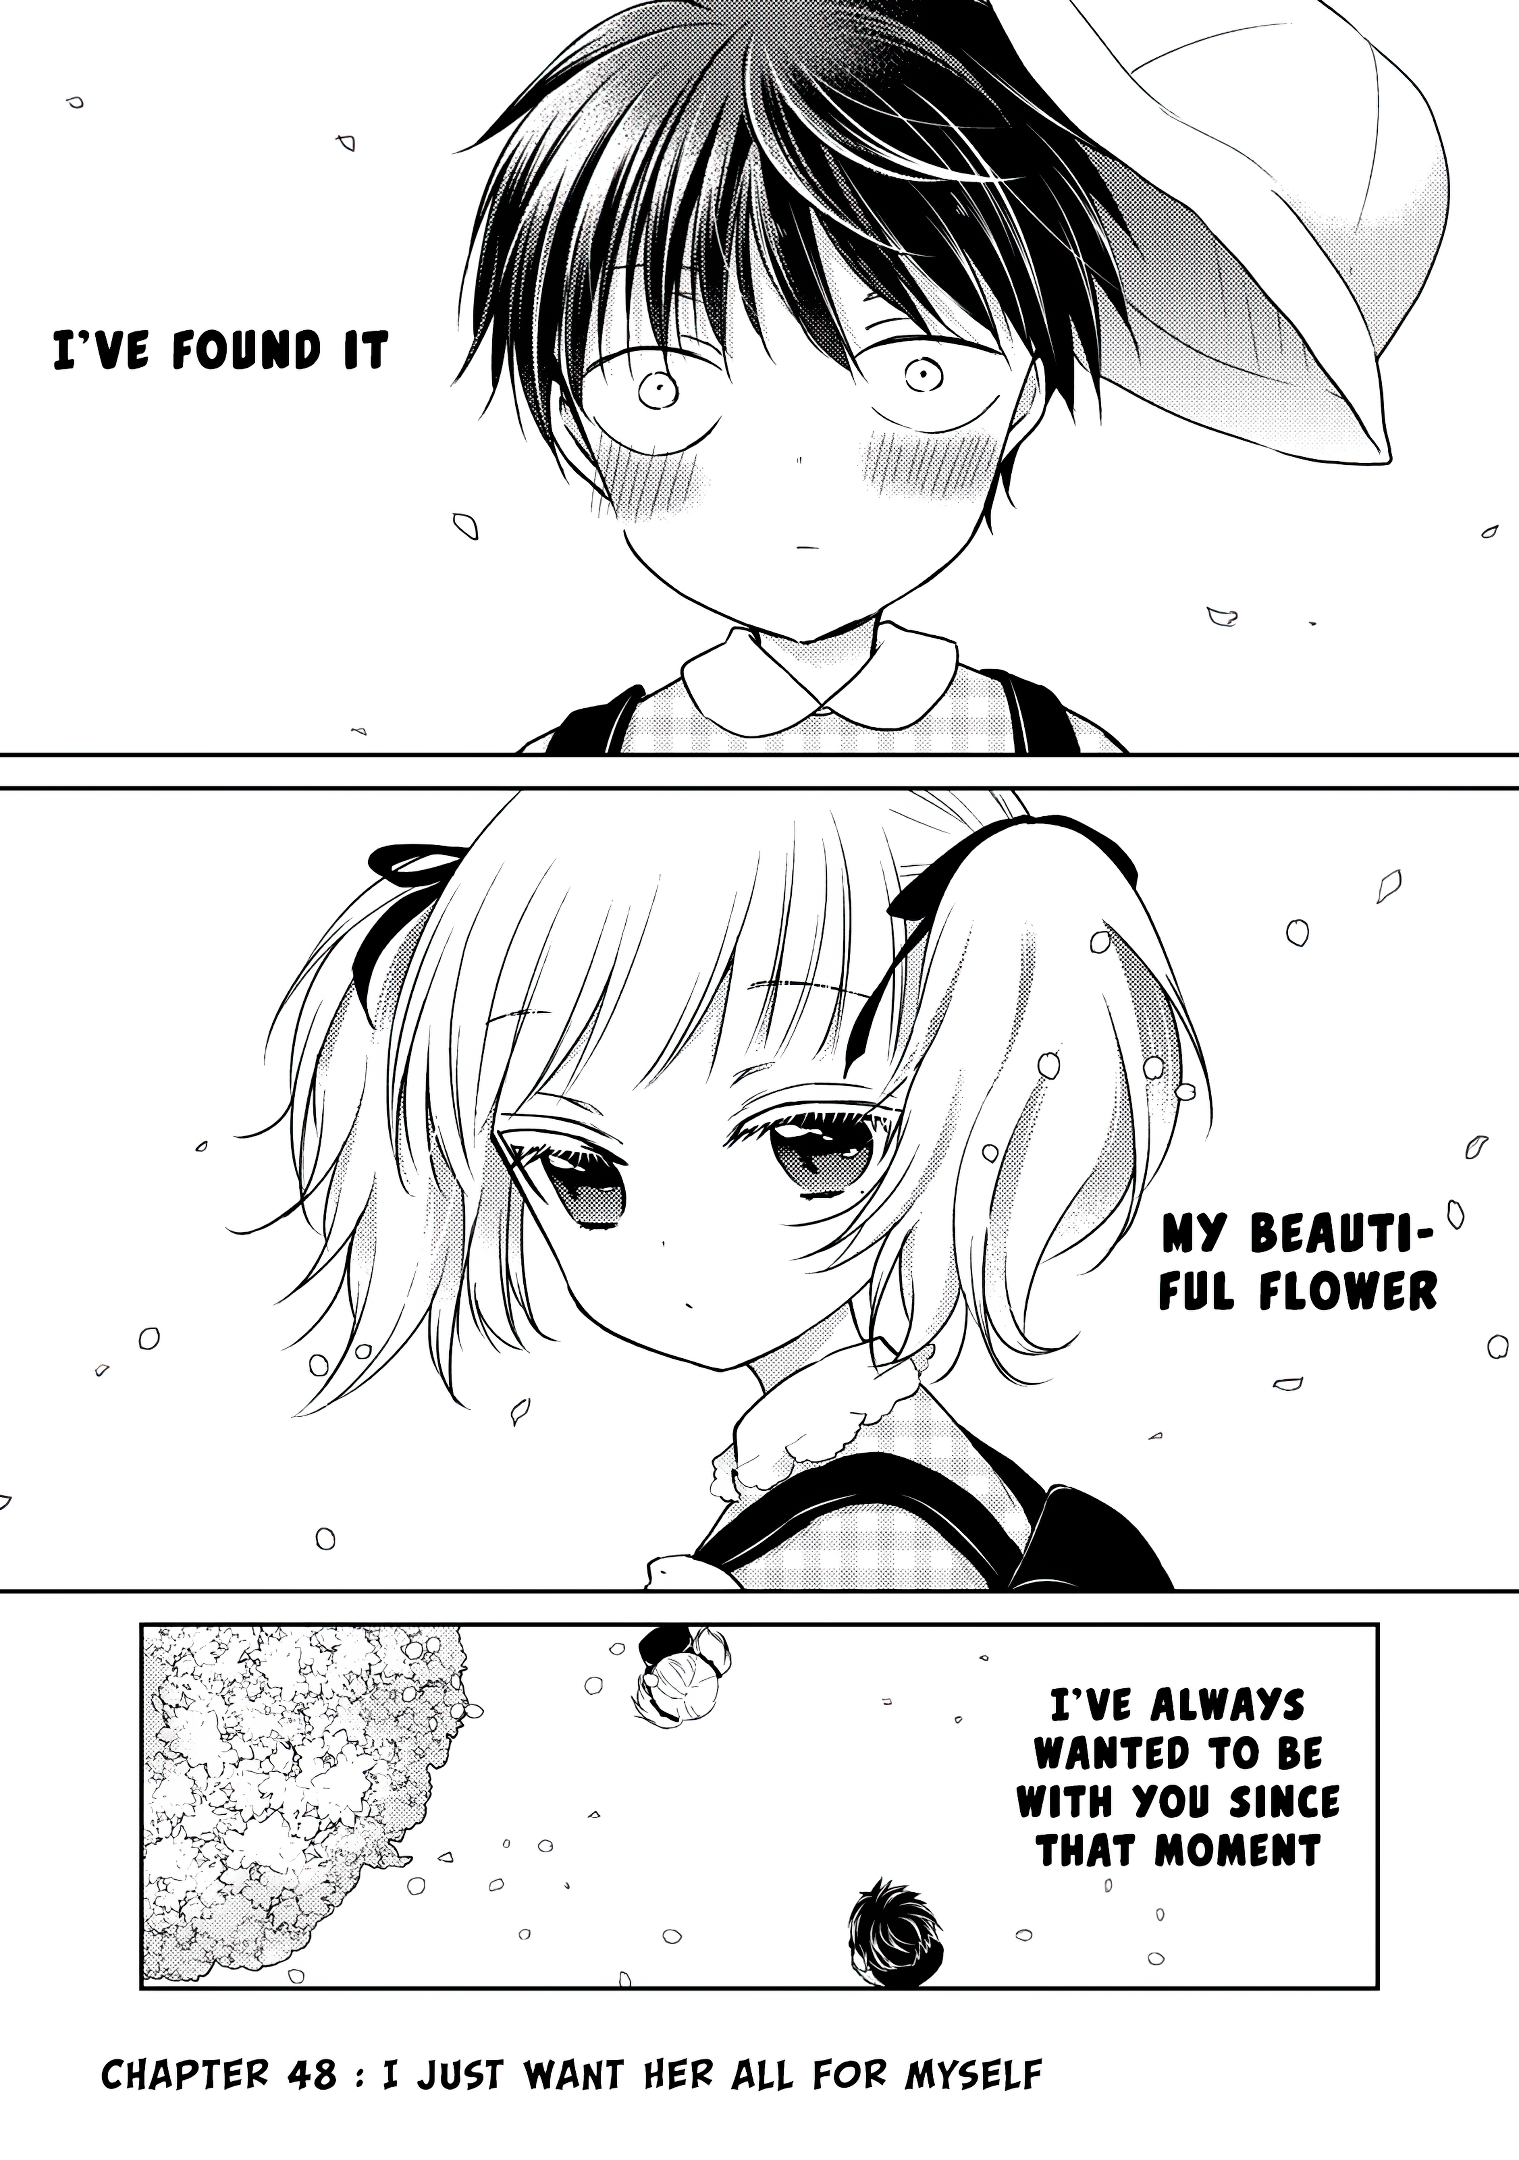 I'VE FOUND IT
MY BEAUTI-
FUL FLOWER
I'VE ALWAYS
WANTED TO BE
WITH YOU SINCE
THAT MOMENT
CHAPTER 48 : I JUST WANT HER ALL FOR MYSELF